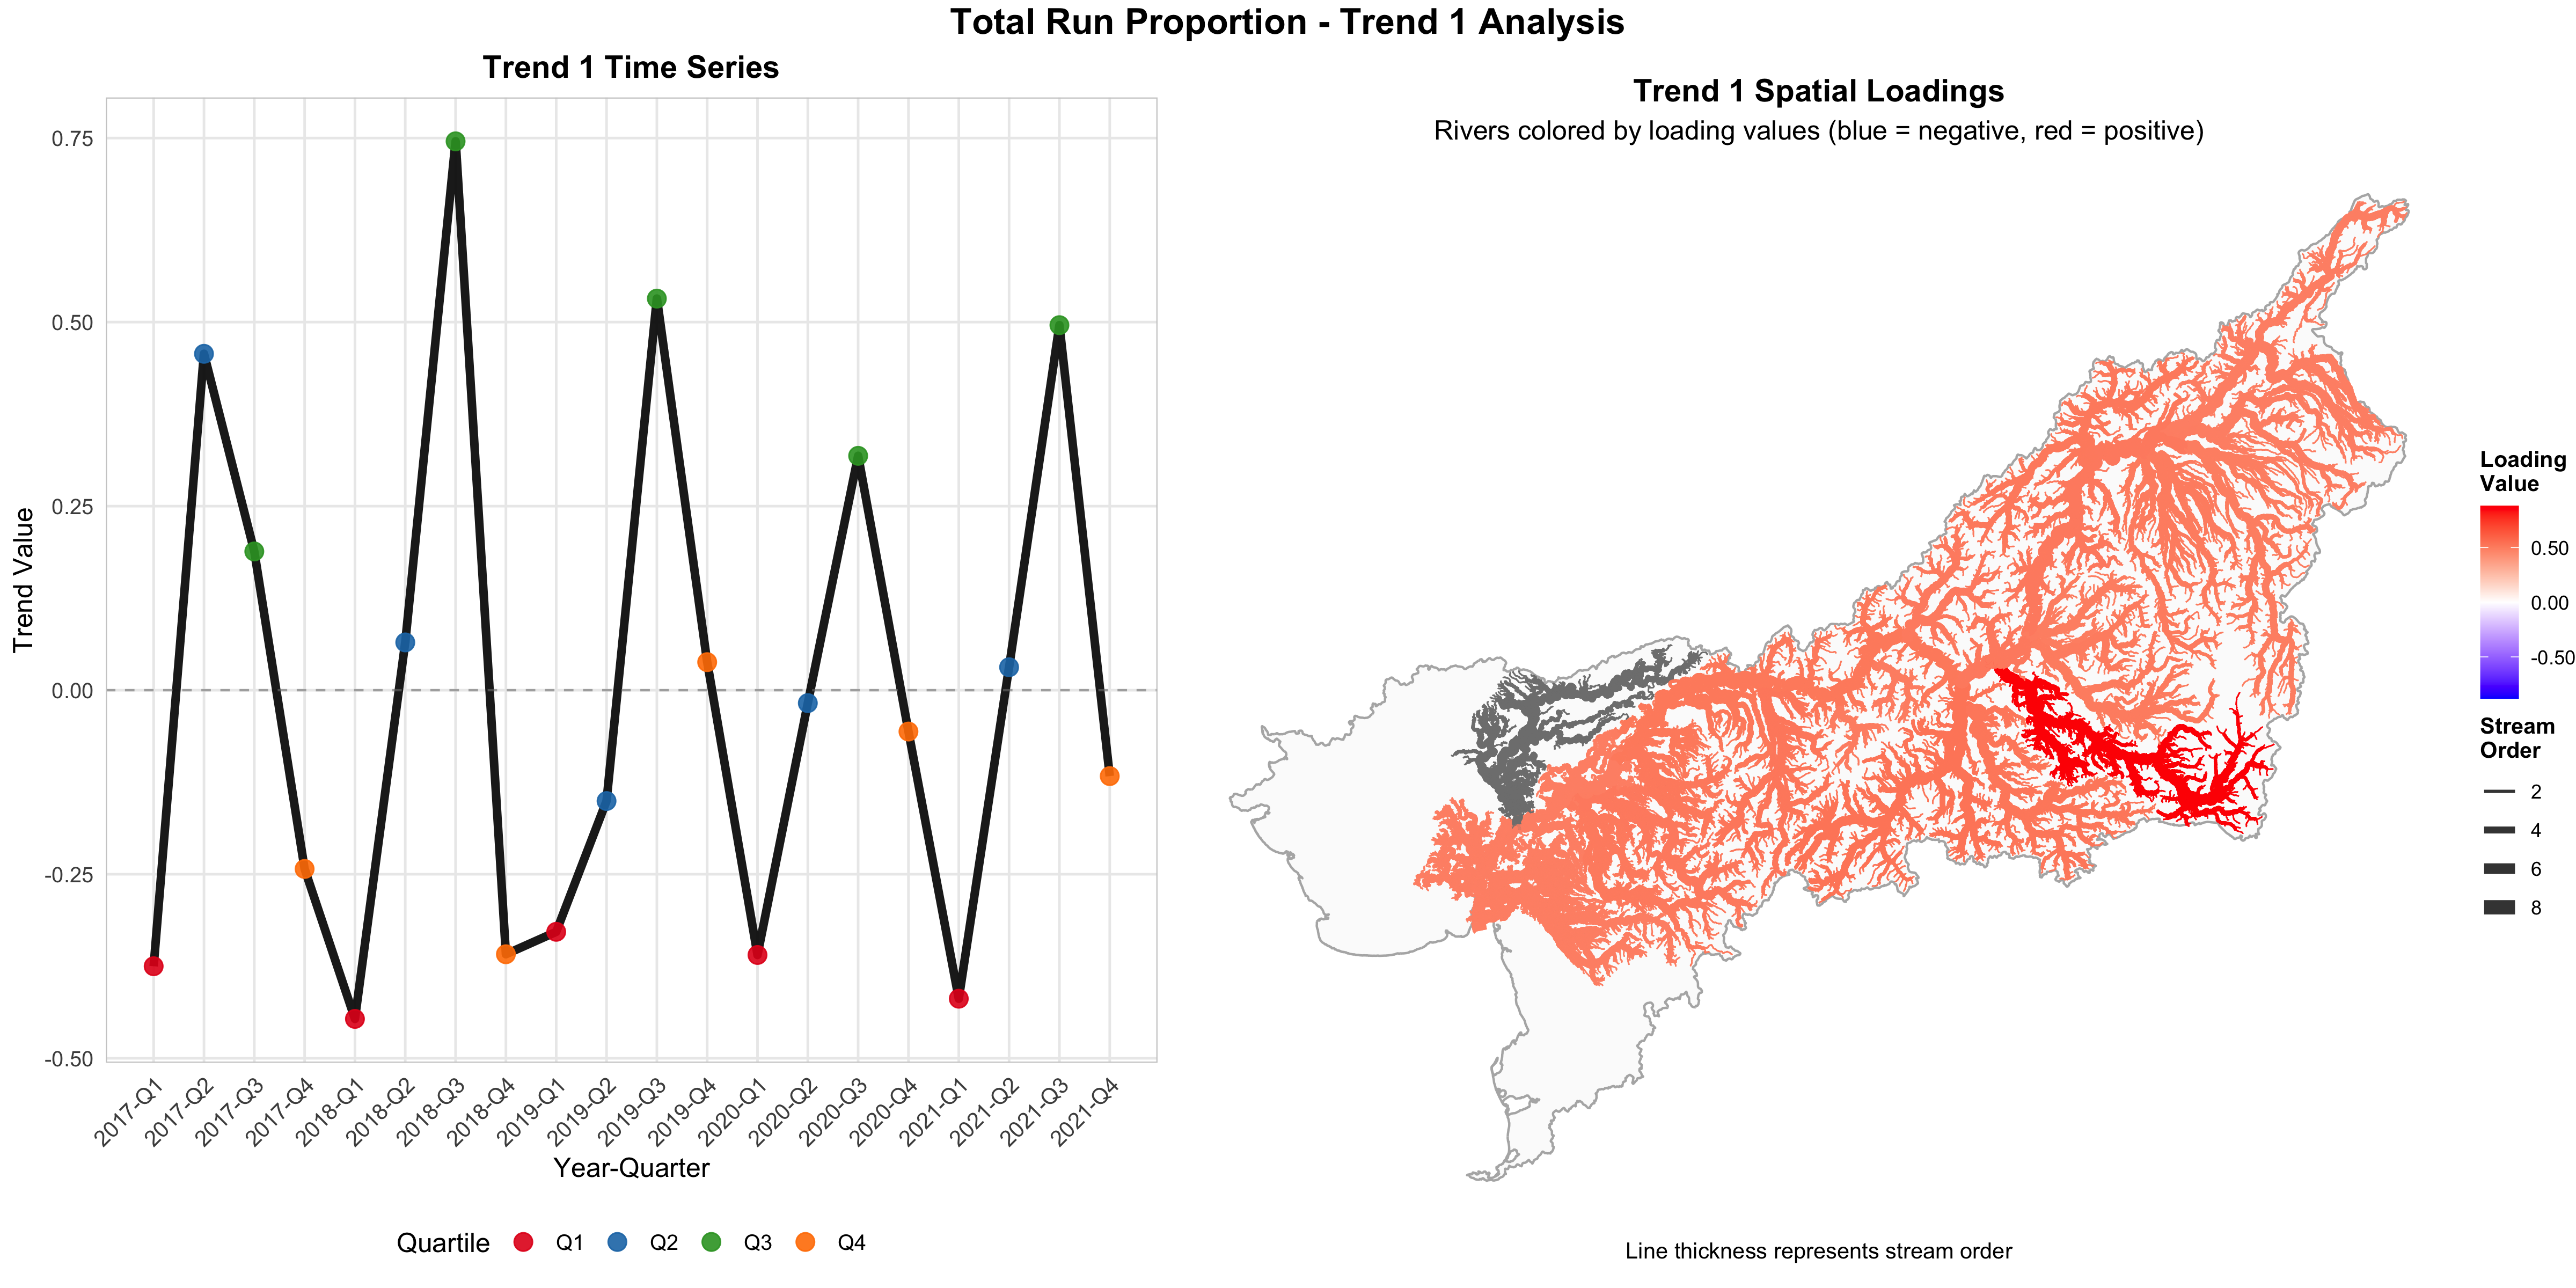 Total Run Proportion - Trend 1 Analysis
Trend 1 Time Series
Trend Value
0.75
0.50
0.25
0.00
-0.25
-0.50
2017-Q1
2017-Q2
2017-Q3
2017-Q4
2018-Q1
2018-Q2
2018-Q3
2018-Q4
2019-Q1
2019-Q2
2019-Q3
2019-Q4
2020-Q1
2020-Q2
2020-Q3
2020-Q4
2021-Q1
2021-Q2
2021-Q3
2021-Q4
Year-Quarter
Quartile Q1 Q2 Q3 Q4
Trend 1 Spatial Loadings
Rivers colored by loading values (blue = negative, red = positive)
Loading
Value
0.50
0.00
-0.50
Stream
Order
2
4
6
8
Line thickness represents stream order